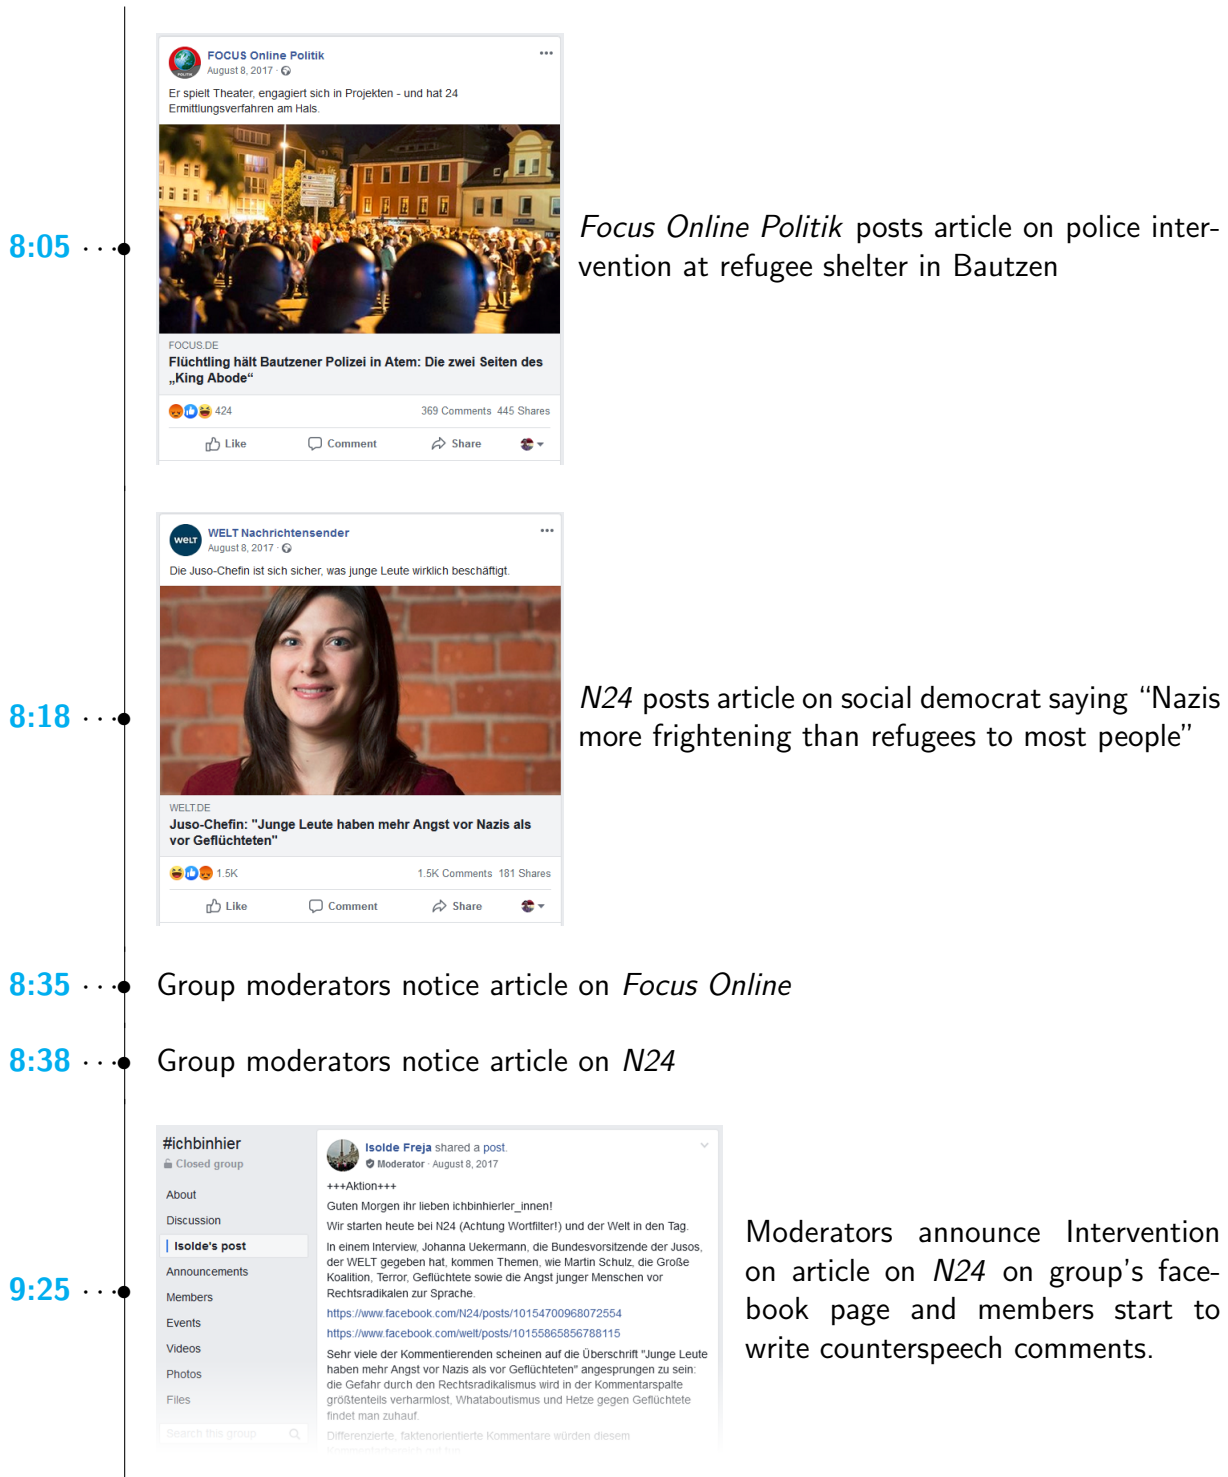 FOCUS Online Politik
August 8, 2017 ·
Er spielt Theater, engagiert sich in Projekten - und hat 24
Ermittlungsverfahren am Hals.
FOCUS.DE
Flüchtling hält Bautzener Polizei in Atem: Die zwei Seiten des
„King Abode“
424
369 Comments 445 Shares
Like Comment Share
8:05
Focus Online Politik posts article on police inter-
vention at refugee shelter in Bautzen
WELT Nachrichtensender
August 8, 2017 ·
Die Juso-Chefin ist sich sicher, was junge Leute wirklich beschäftigt.
WELT.DE
Juso-Chefin: "Junge Leute haben mehr Angst vor Nazis als
vor Geflüchteten"
1.5K
1.5K Comments 181 Shares
Like Comment Share
8:18
N24 posts article on social democrat saying “Nazis
more frightening than refugees to most people”
8:35 Group moderators notice article on Focus Online
8:38 Group moderators notice article on N24
9:25
#ichbinhier
Closed group
About
Discussion
Isolde's post
Announcements
Members
Events
Videos
Photos
Files
Search this group
Isolde Freja shared a post.
Moderator · August 8, 2017
+++Aktion+++
Guten Morgen ihr lieben ichbinhierler_innen!
Wir starten heute bei N24 (Achtung Wortfilter!) und der Welt in den Tag.
In einem Interview, Johanna Uekermann, die Bundesvorsitzende der Jusos,
der WELT gegeben hat, kommen Themen, wie Martin Schulz, die Große
Koalition, Terror, Geflüchtete sowie die Angst junger Menschen vor
Rechtsradikalen zur Sprache.
https://www.facebook.com/N24/posts/10154700968072554
https://www.facebook.com/welt/posts/10155865856788115
Sehr viele der Kommentierenden scheinen auf die Überschrift "Junge Leute
haben mehr Angst vor Nazis als vor Geflüchteten" angesprungen zu sein:
die Gefahr durch den Rechtsradikalismus wird in der Kommentarspalte
größtenteils verharmlost, Whataboutismus und Hetze gegen Geflüchtete
findet man zuhauf.
Differenzierte, faktenorientierte Kommentare würden diesem
Moderators announce Intervention
on article on N24 on group's face-
book page and members start to
write counterspeech comments.